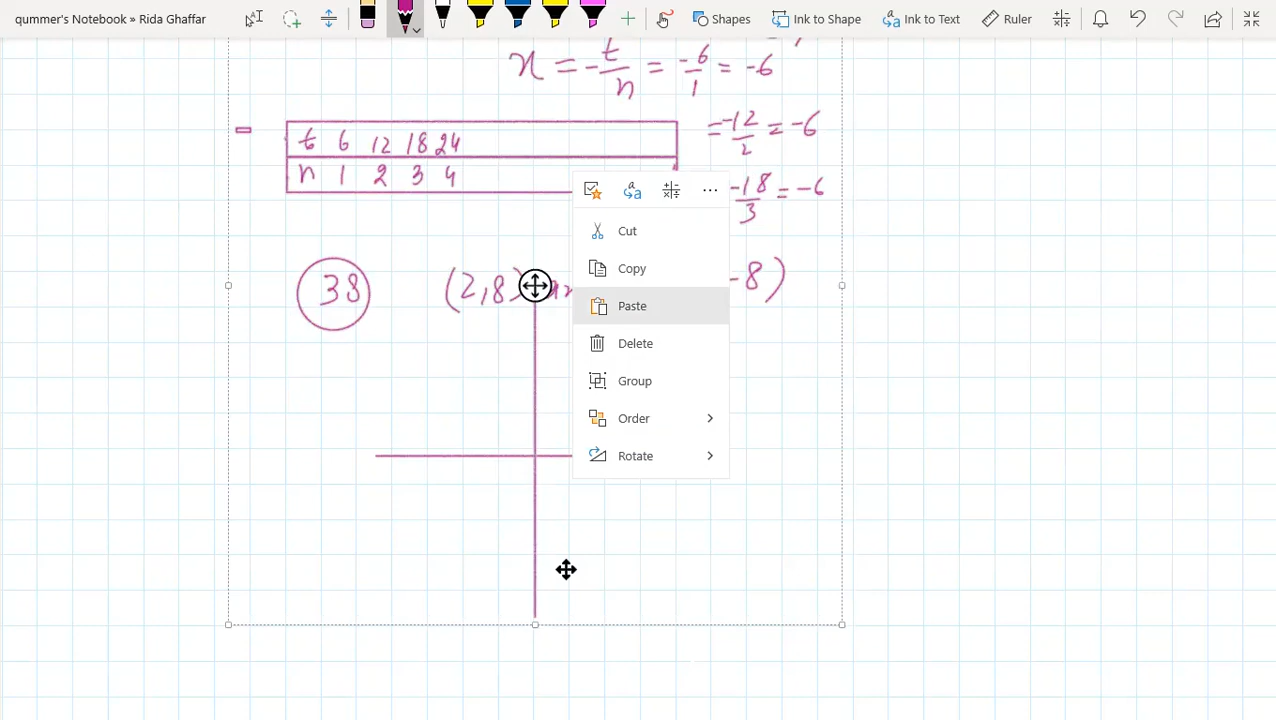 qummer's Notebook » Rida Ghaffar
Shapes
Ink to Shape
Ink to Text
Ruler
x = -t/n = -6/1 = -6
t 6 12 18 24
n 1 2 3 4
= -12/2 = -6
-18/3 = -6
38 (2,8) -8)
Cut
Copy
Paste
Delete
Group
Order
Rotate